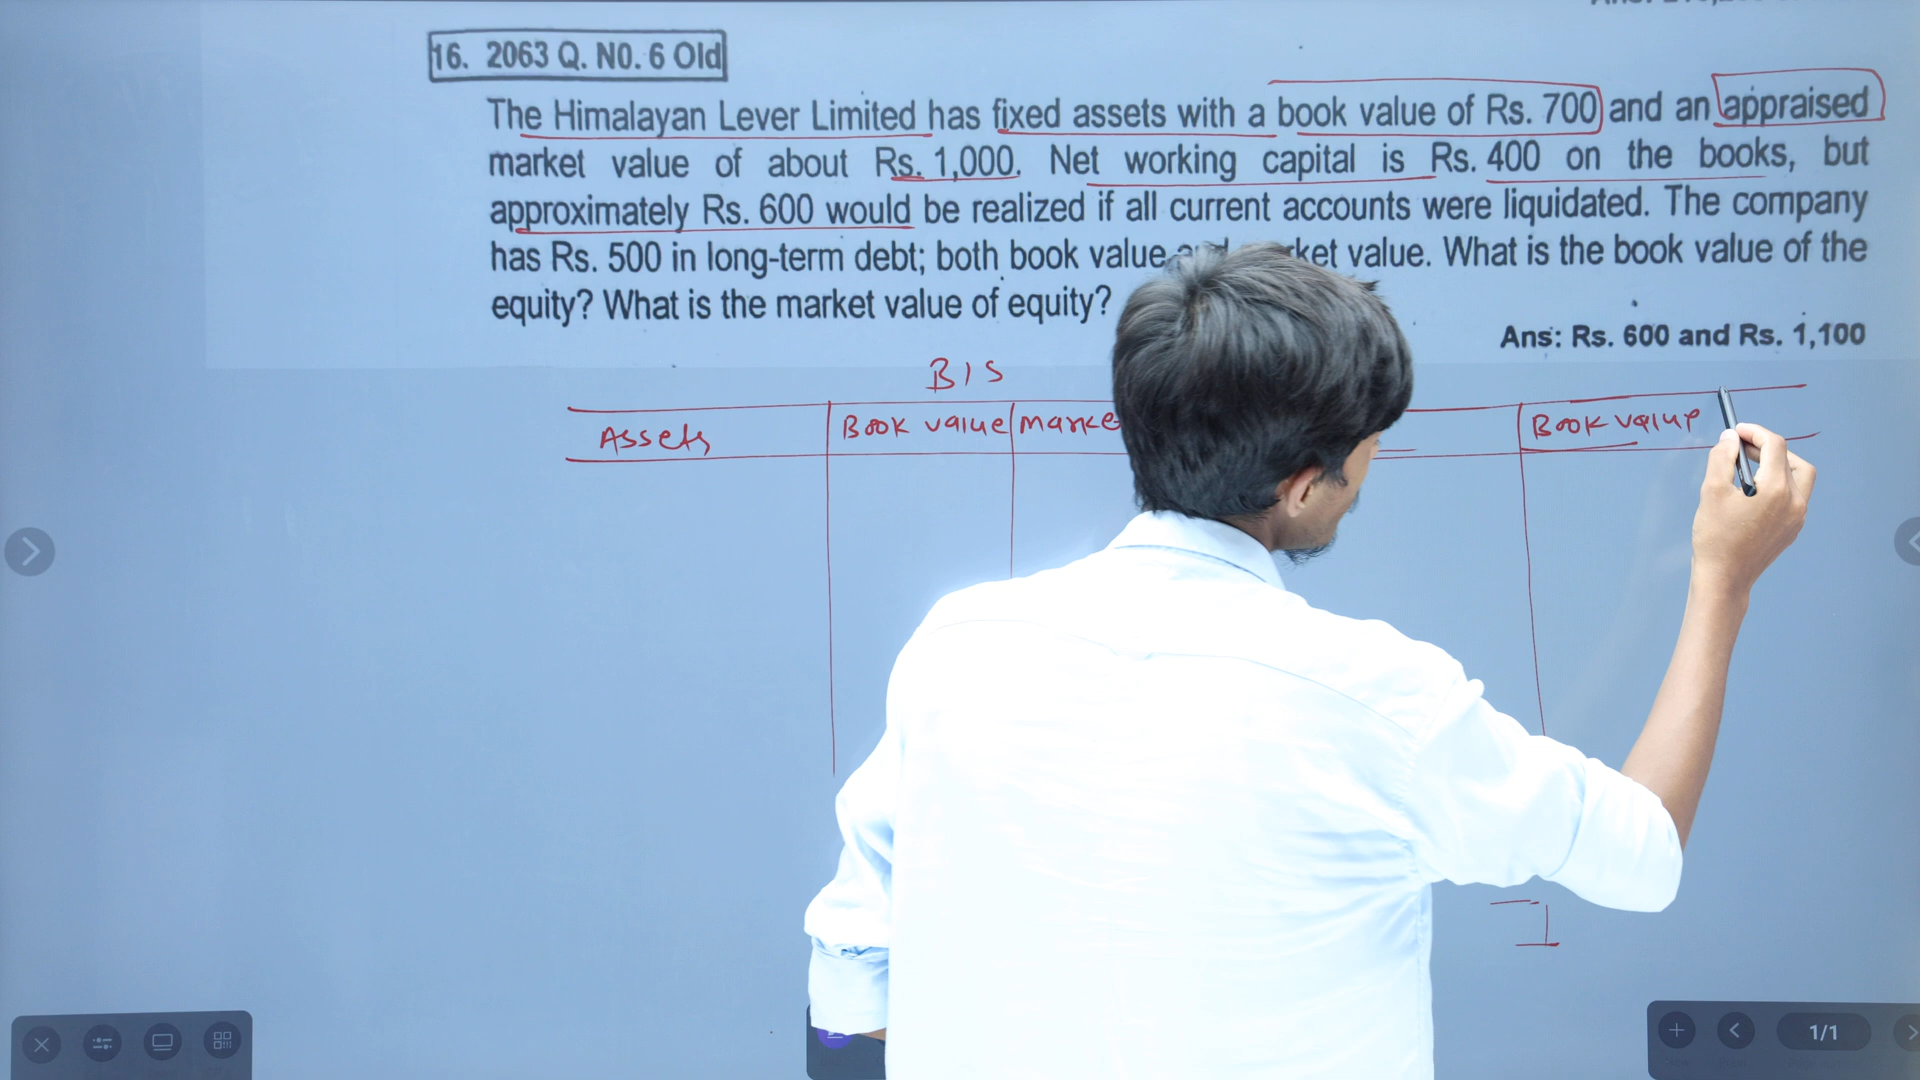 16. 2063 Q. NO. 6 Old
The Himalayan Lever Limited has fixed assets with a book value of Rs. 700 and an appraised
market value of about Rs. 1,000. Net working capital is Rs. 400 on the books, but
approximately Rs. 600 would be realized if all current accounts were liquidated. The company
has Rs. 500 in long-term debt; both book value ket value. What is the book value of the
equity? What is the market value of equity?
Ans: Rs. 600 and Rs. 1,100
B/S
Assets Book value Marke Book value
1/1